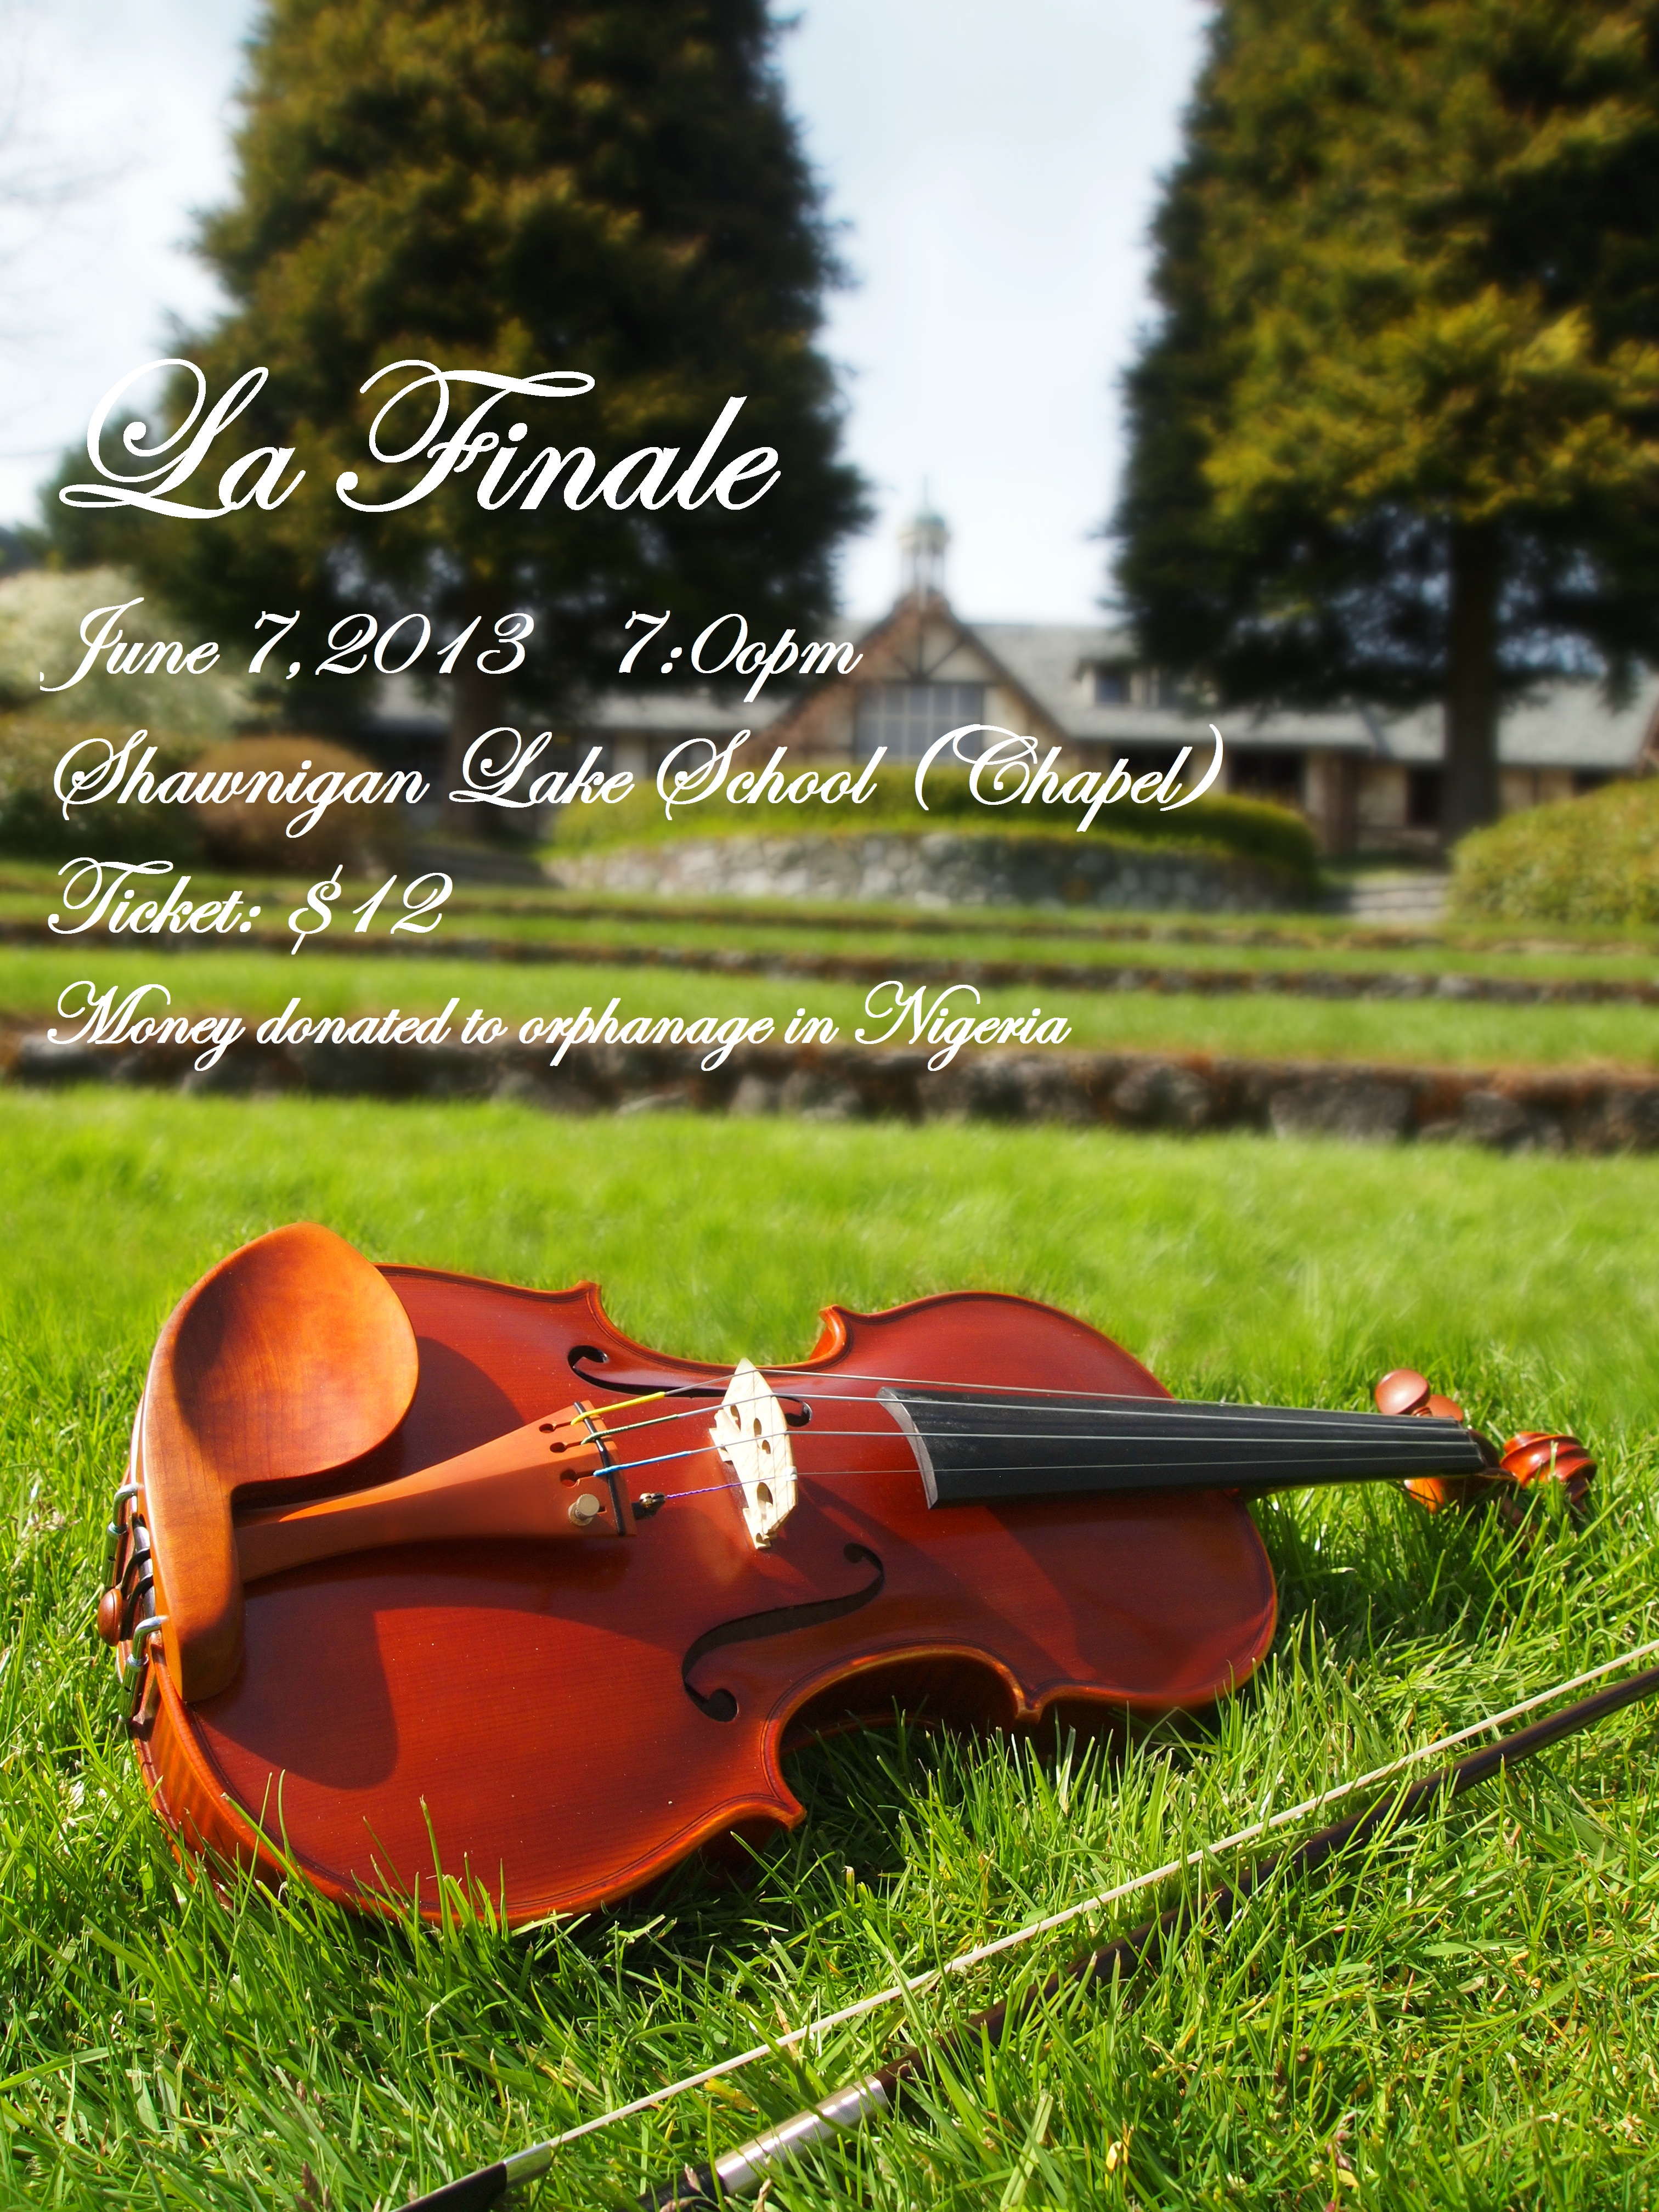 La Finale
June 7, 2013 7:0opm
Shawnigan Lake School (Chapel)
Ticket: $12
Money donated to orphanage in Nigeria